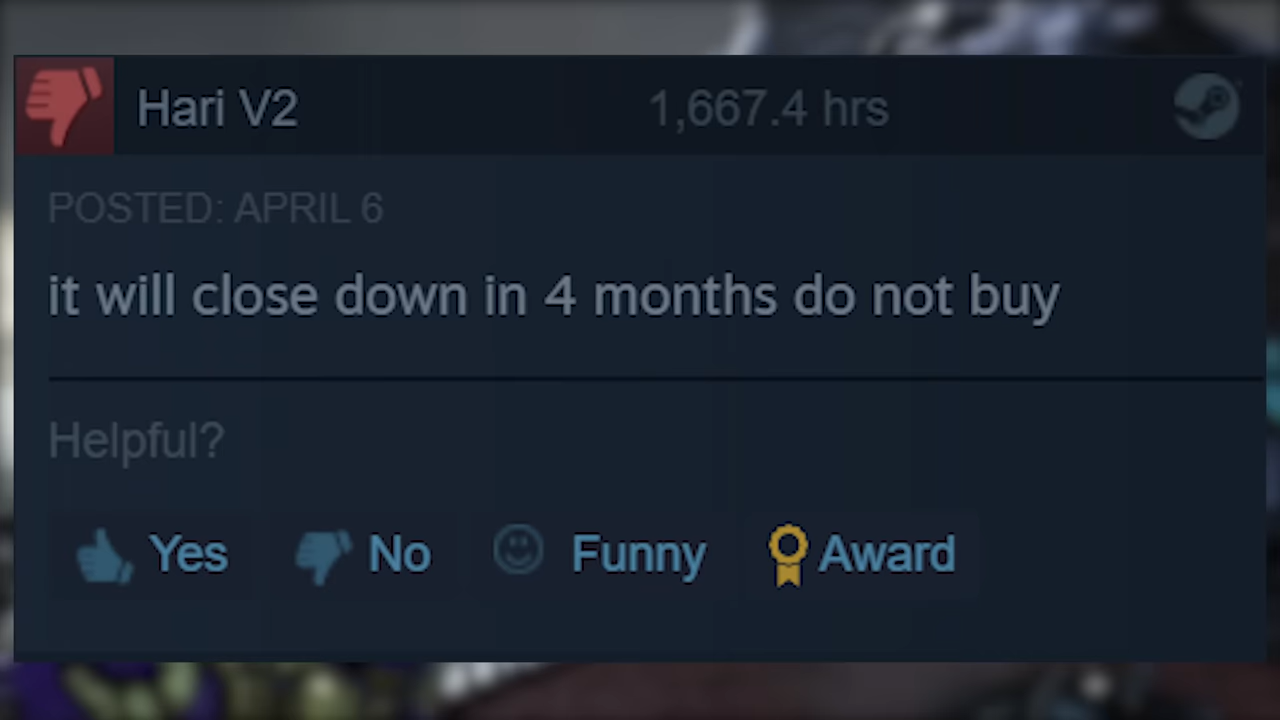 Hari V2 1,667.4 hrs
POSTED: APRIL 6
it will close down in 4 months do not buy
Helpful?
Yes No Funny Award